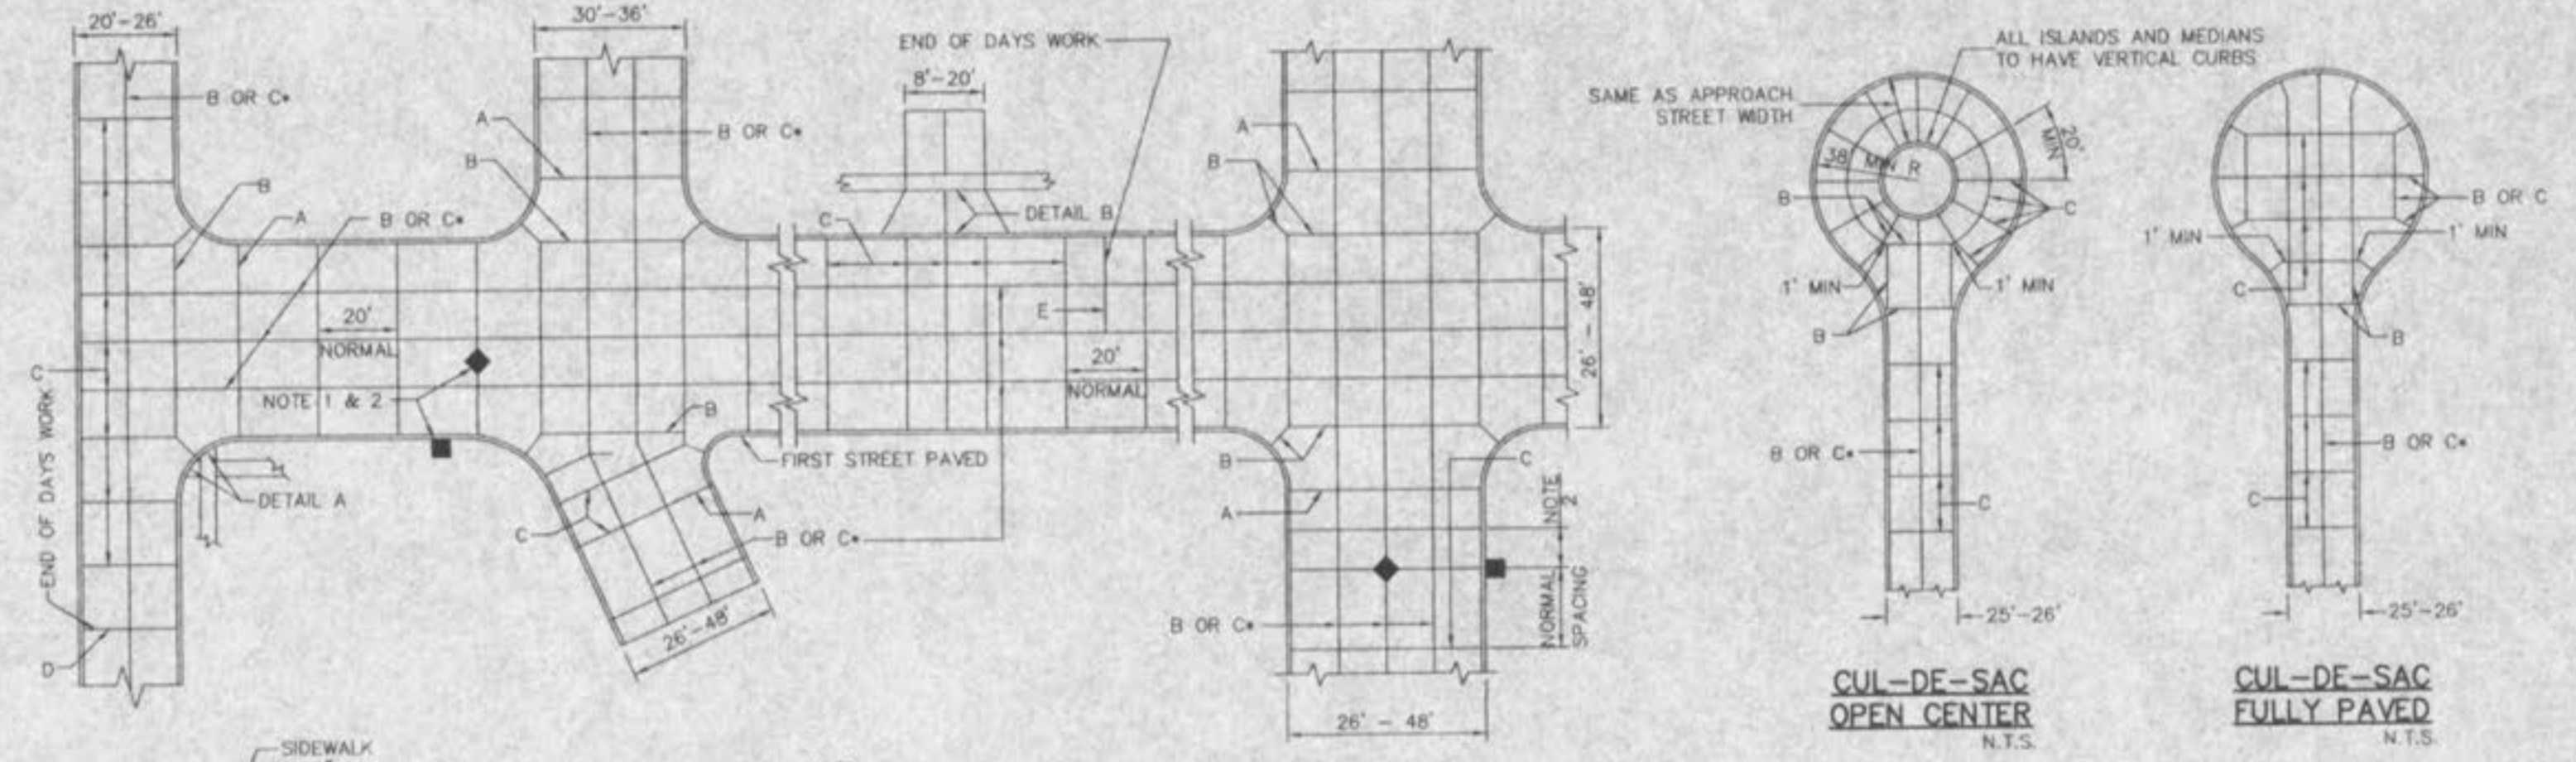 20'-26'
30'-36'
END OF DAYS WORK
8'-20'
ALL ISLANDS AND MEDIANS
TO HAVE VERTICAL CURBS
SAME AS APPROACH
STREET WIDTH
B OR C*
A
B OR C*
A
B
B
20'
MIN
38' MIN R
B
A
B OR C*
C
DETAIL B
B
C
B OR C
1' MIN
1' MIN
20'
NORMAL
E
1' MIN
1' MIN
C
26' - 48'
C
NOTE 1 & 2
20'
NORMAL
B
B
B
END OF DAYS WORK
FIRST STREET PAVED
B
C
B OR C*
B OR C*
DETAIL A
A
C
A
NOTE
2
C
C
B OR C*
NORMAL
SPACING
D
26'-48'
B OR C*
25'-26'
25'-26'
26' - 48'
CUL-DE-SAC
OPEN CENTER
N.T.S.
CUL-DE-SAC
FULLY PAVED
N.T.S.
SIDEWALK